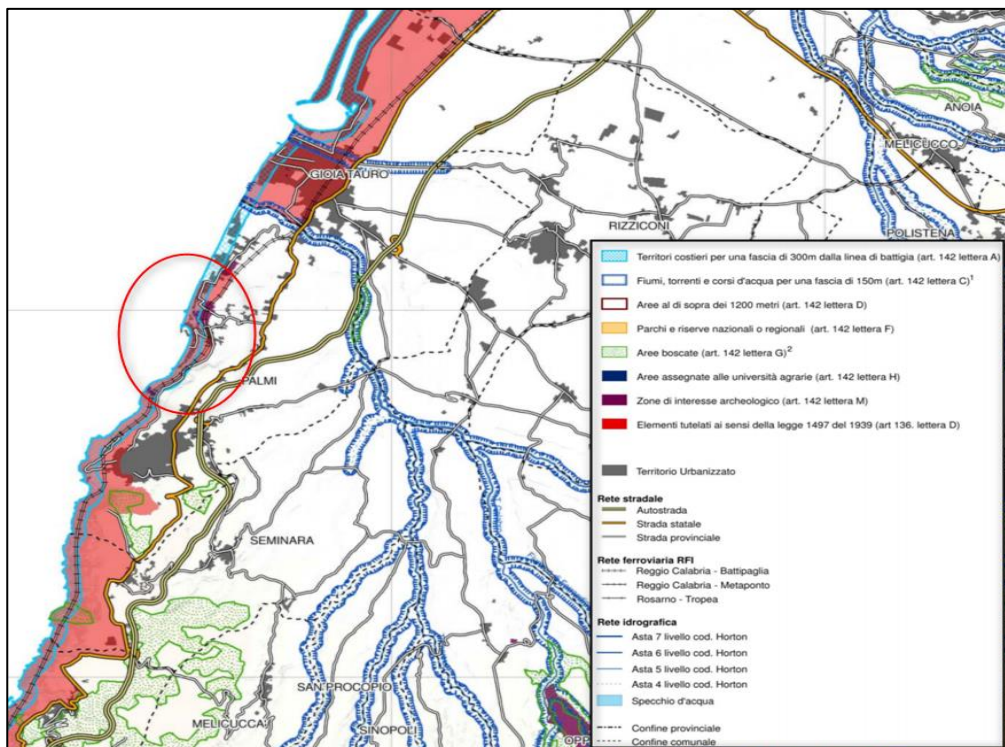 ANOIA
MELICUCCO
GIOIA TAURO
RIZZICONI
POLISTENA
PALMI
SEMINARA
SAN PROCOPIO
MELICUCCA
SINOPOLI
OPP
Territori costieri per una fascia di 300m dalla linea di battigia (art. 142 lettera A)
Fiumi, torrenti e corsi d'acqua per una fascia di 150m (art. 142 lettera C)1
Aree al di sopra dei 1200 metri (art. 142 lettera D)
Parchi e riserve nazionali o regionali (art. 142 lettera F)
Aree boscate (art. 142 lettera G)2
Aree assegnate alle università agrarie (art. 142 lettera H)
Zone di interesse archeologico (art. 142 lettera M)
Elementi tutelati ai sensi della legge 1497 del 1939 (art 136. lettera D)
Territorio Urbanizzato
Rete stradale
Autostrada
Strada statale
Strada provinciale
Rete ferroviaria RFI
Reggio Calabria - Battipaglia
Reggio Calabria - Metaponto
Rosarno - Tropea
Rete idrografica
Asta 7 livello cod. Horton
Asta 6 livello cod. Horton
Asta 5 livello cod. Horton
Asta 4 livello cod. Horton
Specchio d'acqua
Confine provinciale
Confine comunale